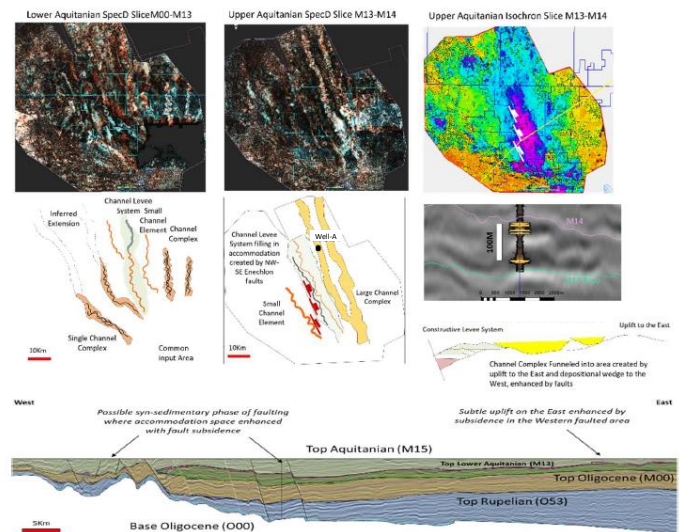 Lower Aquitanian SpecD SliceM00-M13
Upper Aquitanian SpecD Slice M13-M14
Upper Aquitanian Isochron Slice M13-M14
Inferred
Extension
Channel Levee
System
Small
Channel
Element
Channel
Complex
Single Channel
Complex
Common
Input Area
10Km
Channel Levee
System filling in
accommodation
created by NW-
SE Enechlon
faults
Well-A
Small
Channel
Element
Large Channel
Complex
10Km
M14
100M
Constructive Levee System
Uplift to the East
Channel Complex Funneled into area created by
uplift to the East and depositional wedge to the
West, enhanced by faults
West
East
Possible syn-sedimentary phase of faulting
where accommodation space enhanced
with fault subsidence
Subtle uplift on the East enhanced by
subsidence in the Western faulted area
Top Aquitanian (M15)
Top Lower Aquitanian (M13)
Top Oligocene (M00)
Top Rupelian (O53)
Base Oligocene (O00)
5Km